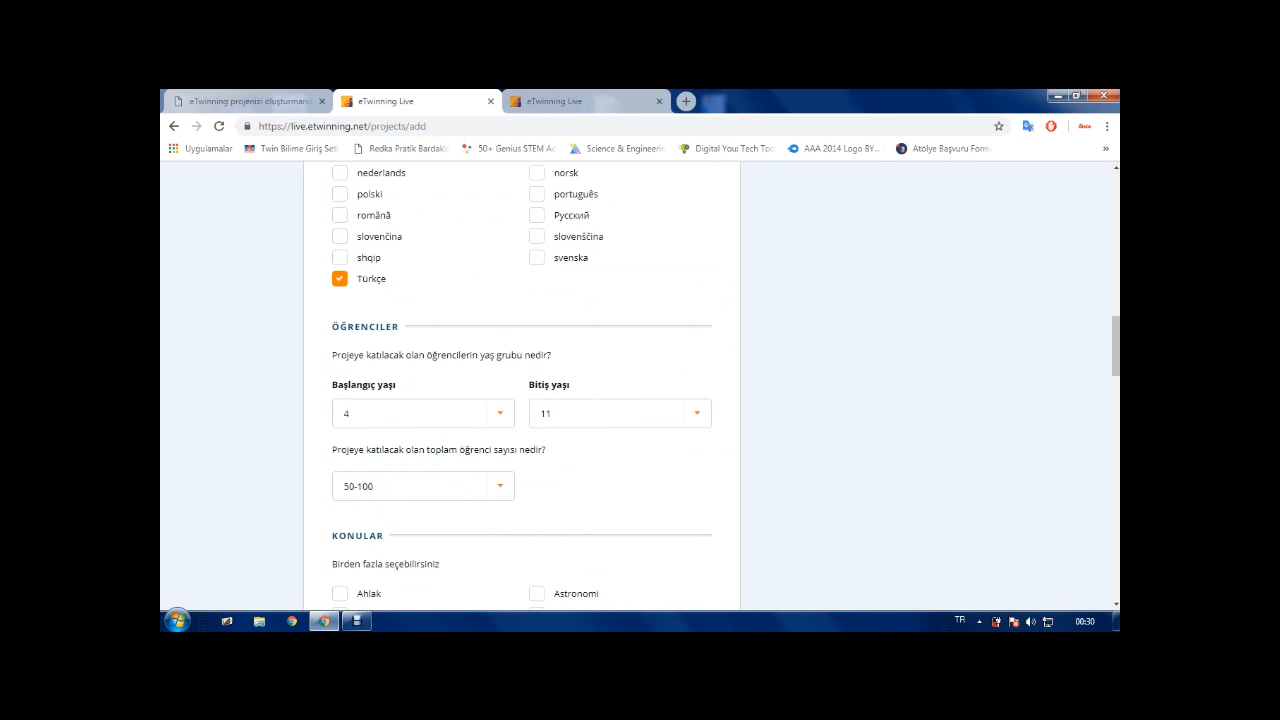 eTwinning projenizi oluşturmanı
eTwinning Live
eTwinning Live
https://live.etwinning.net/projects/add
Uygulamalar
Twin Bilime Giriş Seti
Redka Pratik Bardakla
50+ Genius STEM Ac
Science & Engineerin
Digital You: Tech Too
AAA 2014 Logo BY...
Atölye Başvuru Form
nederlands
norsk
polski
português
română
Русский
slovenčina
slovenščina
shqip
svenska
Türkçe
ÖĞRENCILER
Projeye katılacak olan öğrencilerin yaş grubu nedir?
Başlangıç yaşı
Bitiş yaşı
4
11
Projeye katılacak olan toplam öğrenci sayısı nedir?
50-100
KONULAR
Birden fazla seçebilirsiniz
Ahlak
Astronomi
TR
00:30